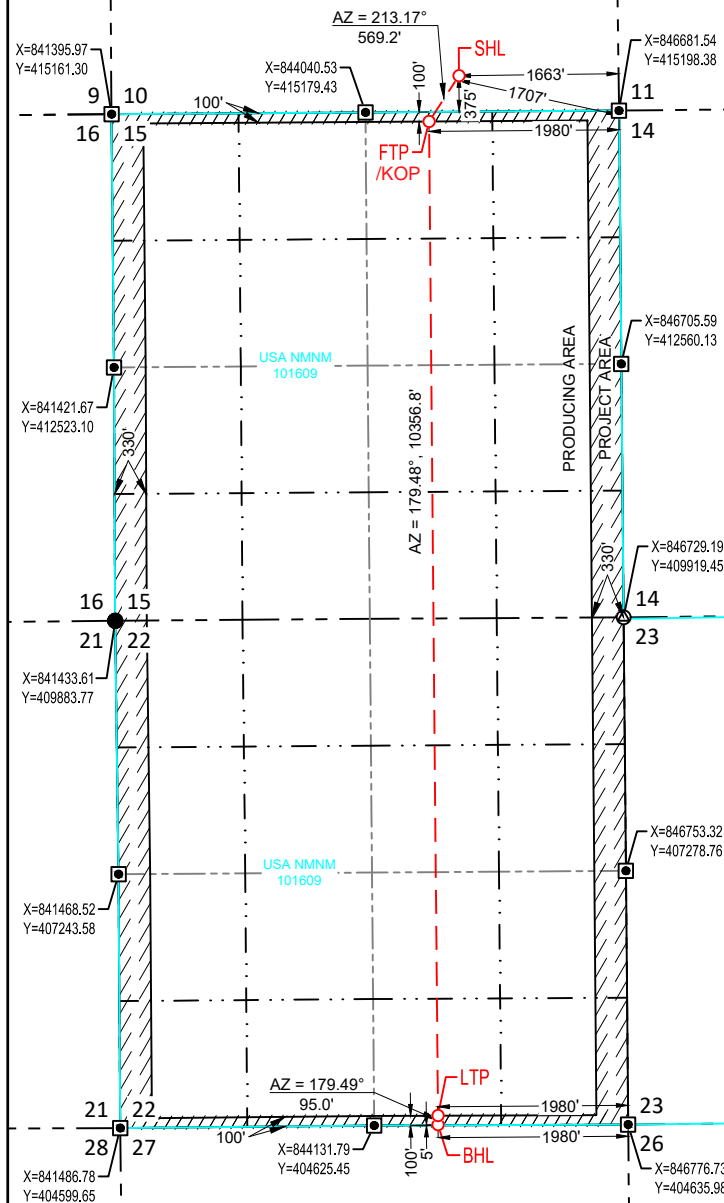 AZ = 213.17°
569.2'
SHL
X=841395.97
Y=415161.30
X=844040.53
Y=415179.43
X=846681.54
Y=415198.38
1663'
1707'
100'
375'
9 10
16 15
100'
11
14
1980'
FTP
/KOP
X=846705.59
Y=412560.13
USA NMNM
101609
PRODUCING AREA
PROJECT AREA
X=841421.67
Y=412523.10
330'
AZ = 179.48°, 10356.8'
X=846729.19
Y=409919.45
330'
16 15
21 22
14
23
X=841433.61
Y=409883.77
X=846753.32
Y=407278.76
USA NMNM
101609
X=841468.52
Y=407243.58
LTP
AZ = 179.49°
95.0'
1980'
21 22
28 27
23
26
100'
100'
5'
1980'
BHL
X=844131.79
Y=404625.45
X=841486.78
Y=404599.65
X=846776.73
Y=404635.98